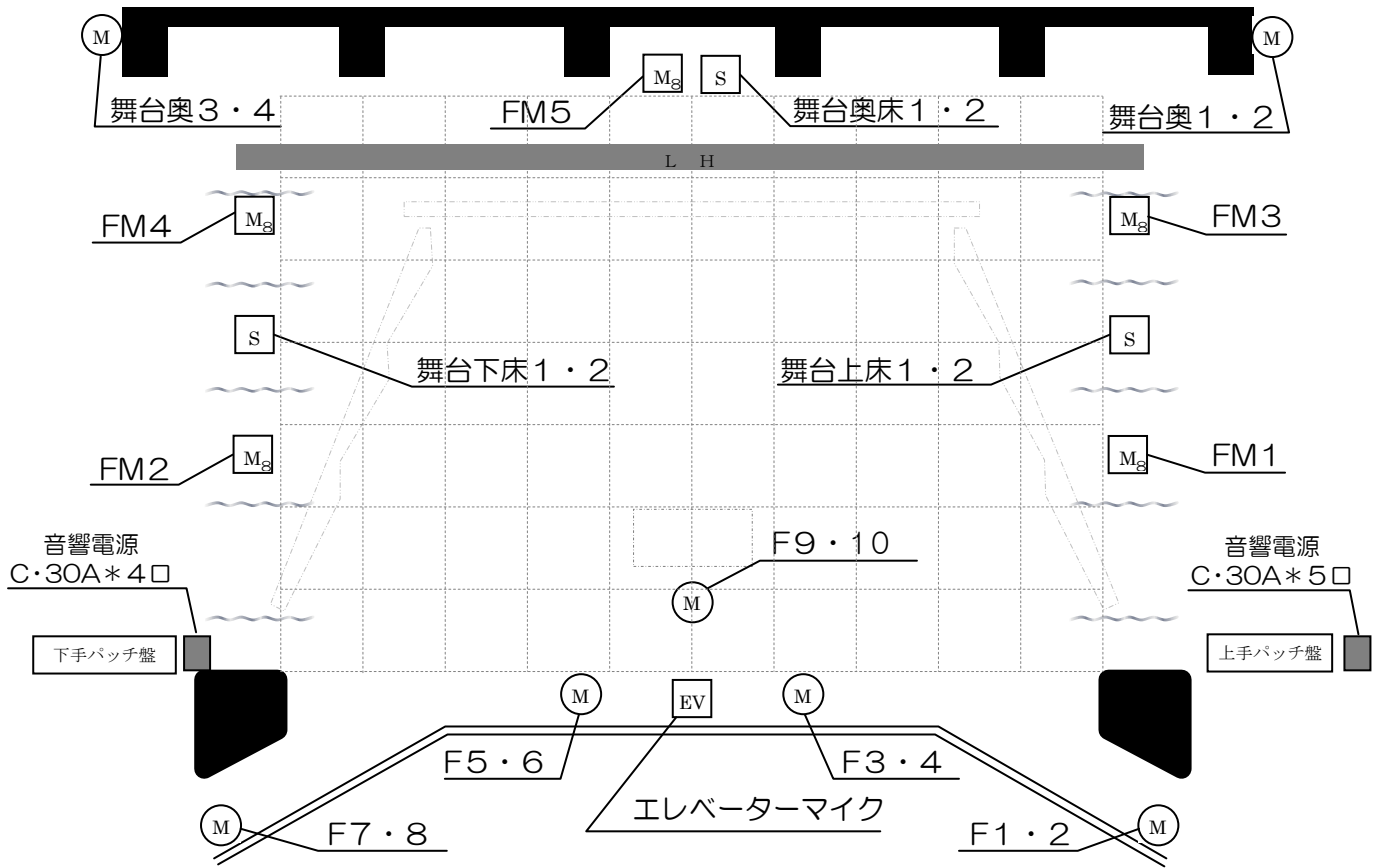 M
M
M8
S
舞台奥3・4
FM5
舞台奥床1・2
舞台奥1・2
L H
FM4
M8
M8
FM3
S
S
舞台下床1・2
舞台上床1・2
FM2
M8
M8
FM1
音響電源
C・30A*4口
F9・10
音響電源
C・30A*5口
M
下手パッチ盤
上手パッチ盤
M
EV
M
F5・6
F3・4
エレベーターマイク
M
F7・8
F1・2
M